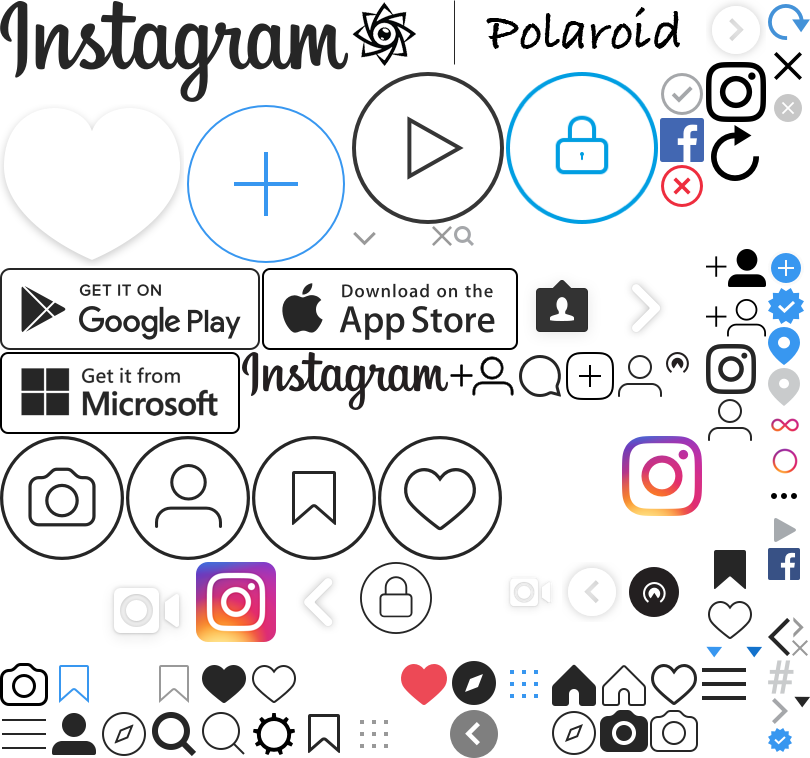 Instagram
Polaroid
GET IT ON
Google Play
Download on the
App Store
Get it from
Microsoft
Instagram
#